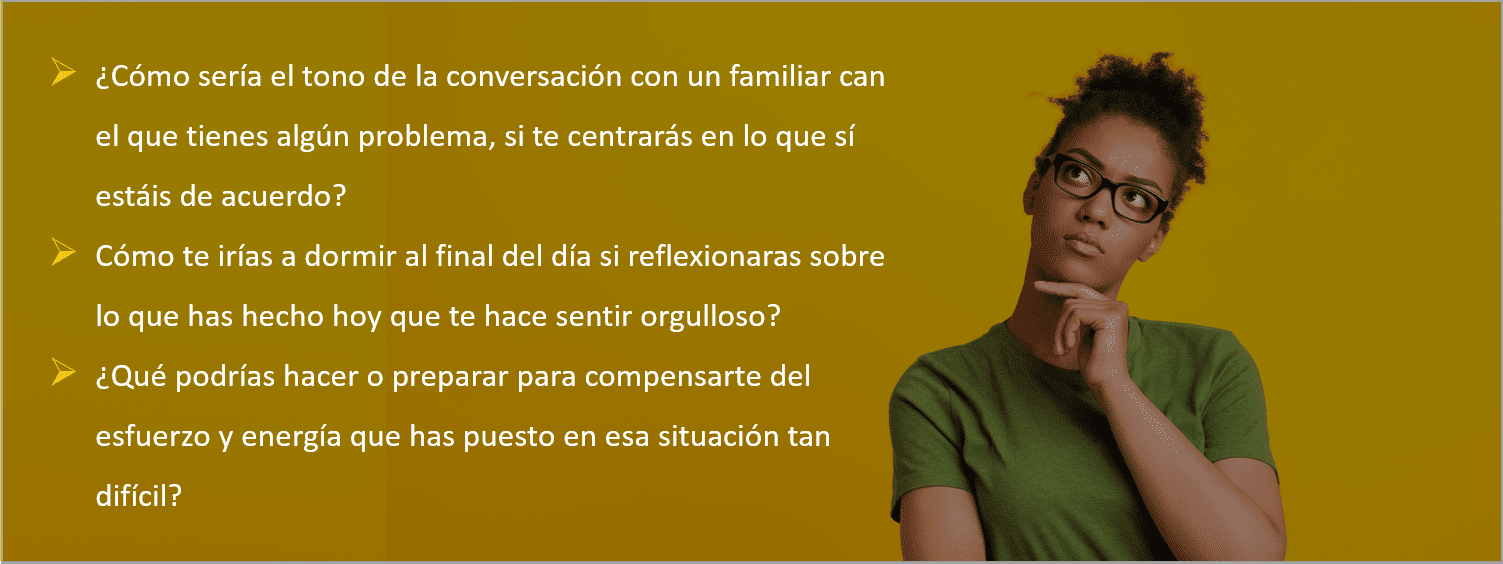 ¿Cómo sería el tono de la conversación con un familiar can
el que tienes algún problema, si te centrarás en lo que sí
estáis de acuerdo?
Cómo te irías a dormir al final del día si reflexionaras sobre
lo que has hecho hoy que te hace sentir orgulloso?
¿Qué podrías hacer o preparar para compensarte del
esfuerzo y energía que has puesto en esa situación tan
difícil?